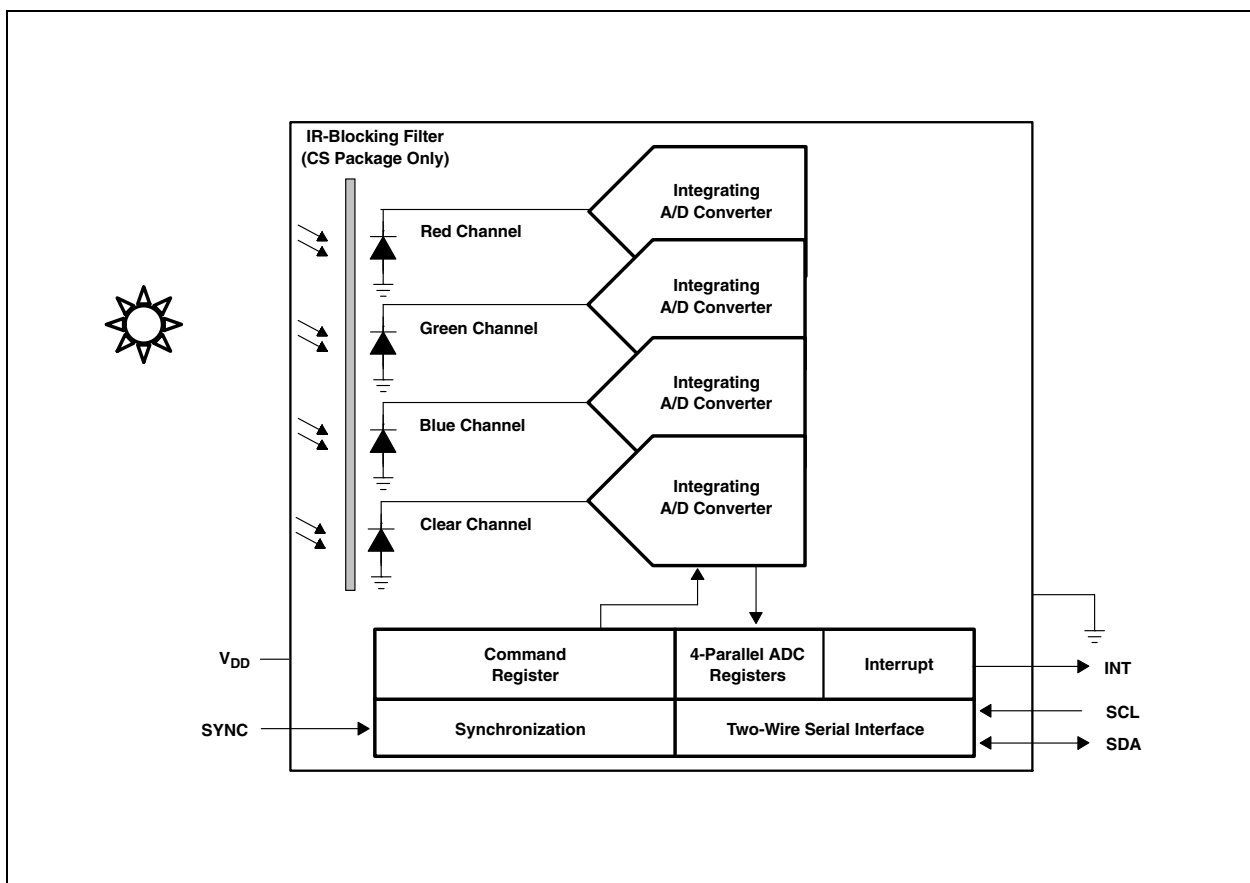 IR-Blocking Filter
(CS Package Only)
Integrating
A/D Converter
Red Channel
Integrating
A/D Converter
Green Channel
Integrating
A/D Converter
Blue Channel
Integrating
A/D Converter
Clear Channel
VDD
Command
Register
4-Parallel ADC
Registers
Interrupt
INT
SCL
SYNC
Synchronization
Two-Wire Serial Interface
SDA